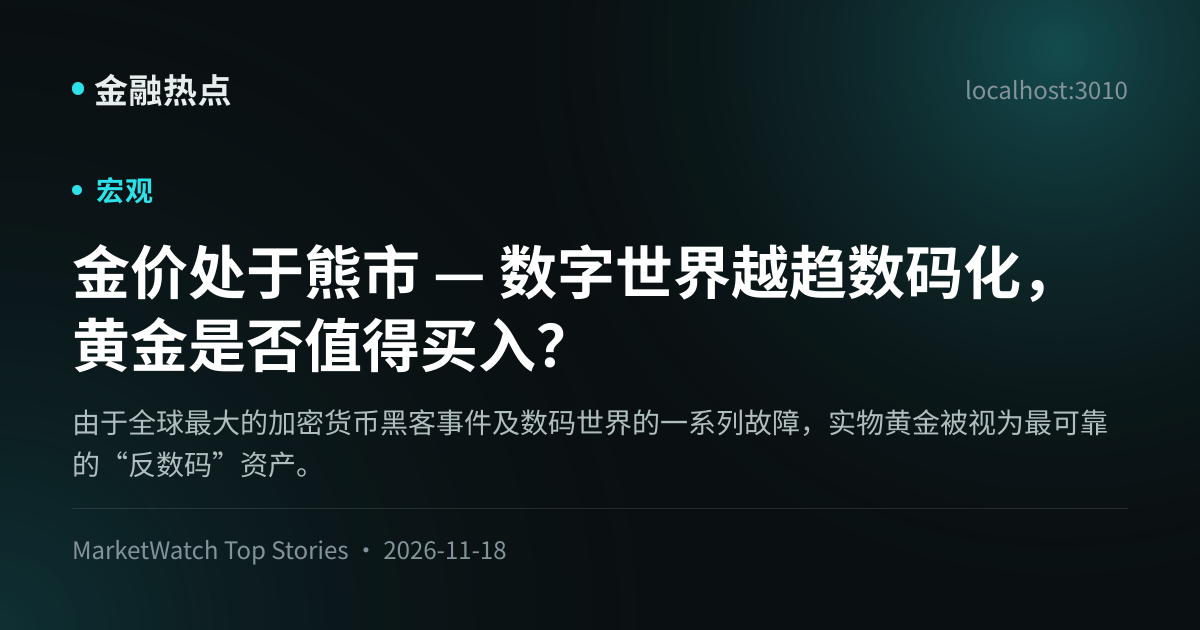 金融热点
localhost:3010
宏观
金价处于熊市 — 数字世界越趋数码化，
黄金是否值得买入？
由于全球最大的加密货币黑客事件及数码世界的一系列故障，实物黄金被视为最可靠
的“反数码”资产。
MarketWatch Top Stories · 2026-11-18